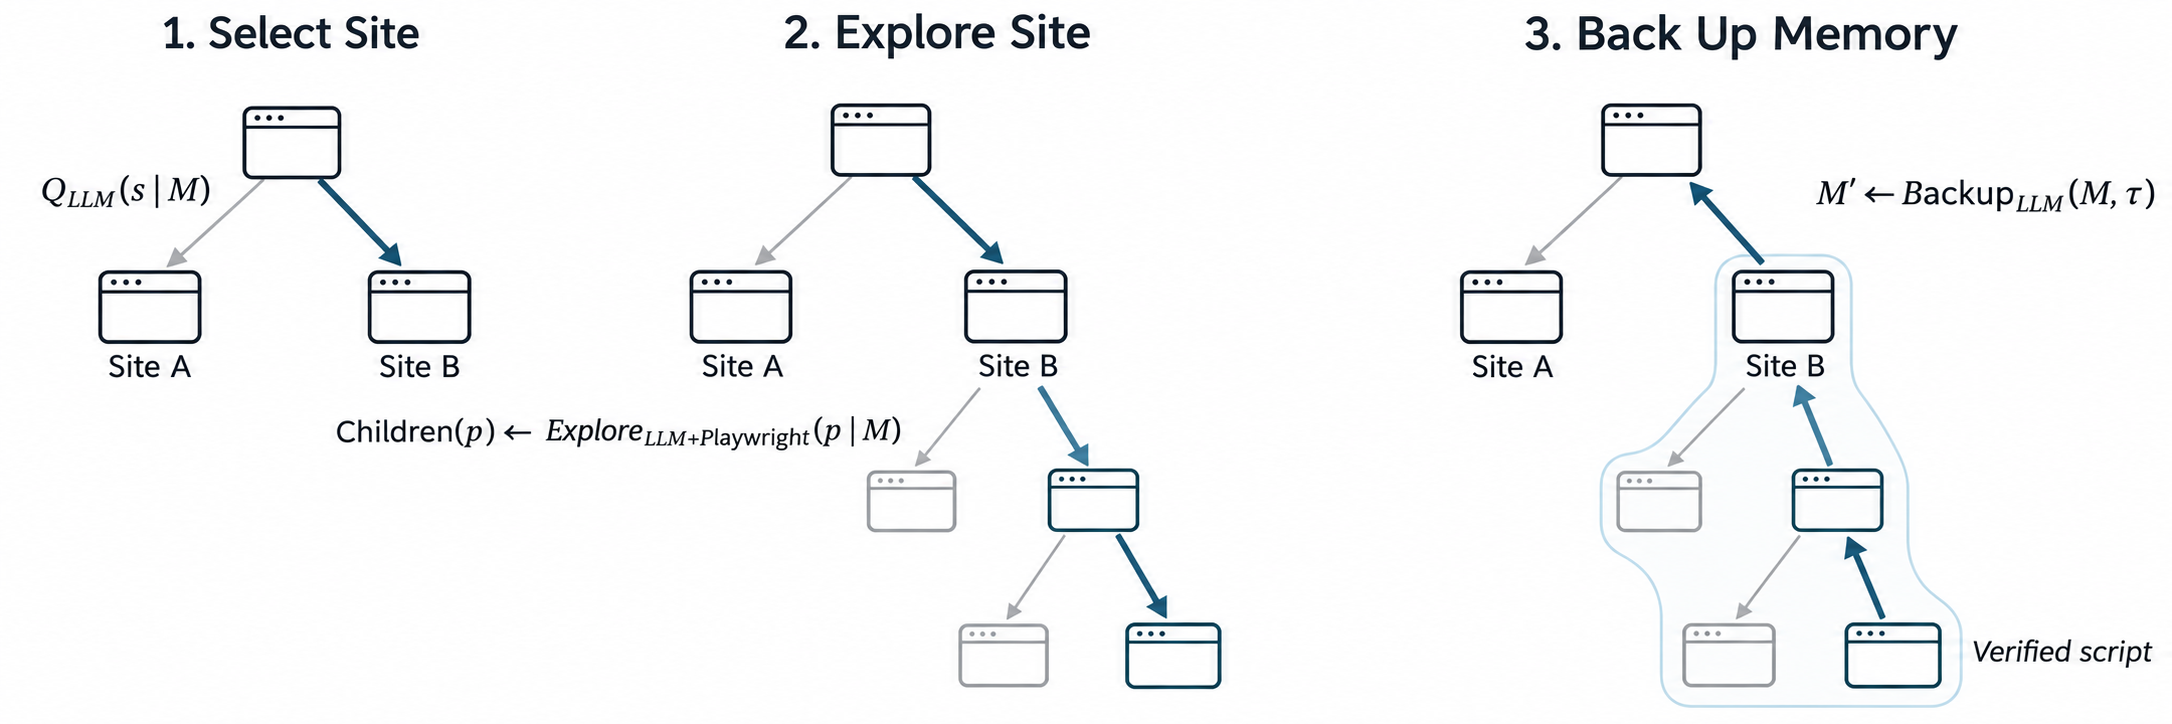 1. Select Site
Q_LLM(s | M)
Site A
Site B
2. Explore Site
Site A
Site B
Children(p) ← Explore_LLM+Playwright(p | M)
3. Back Up Memory
M′ ← Backup_LLM(M, τ)
Site A
Site B
Verified script